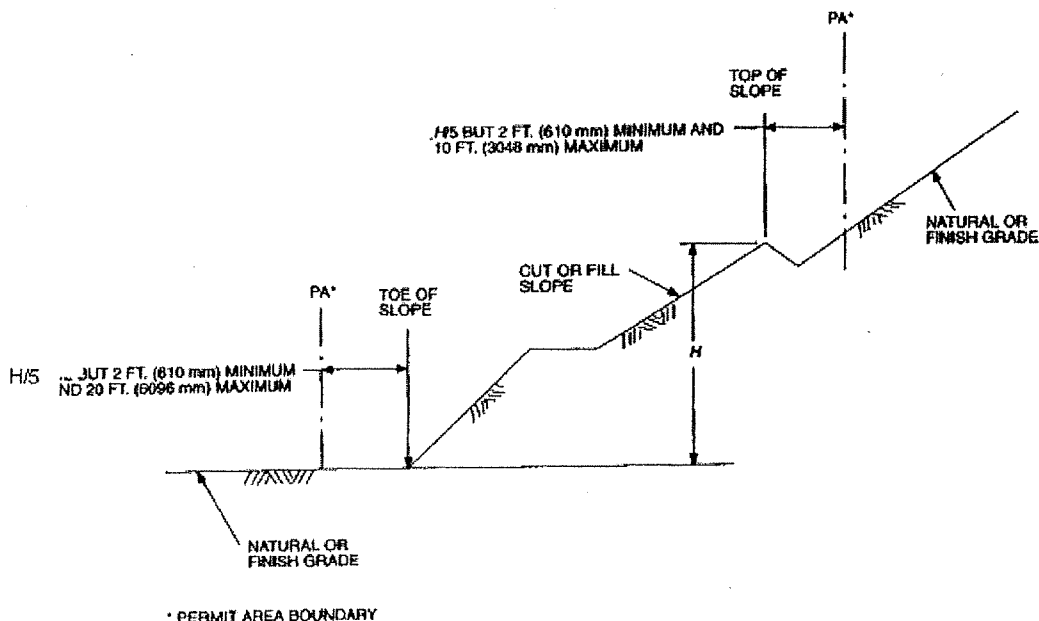 PA*
TOP OF
SLOPE
H/5 BUT 2 FT. (610 mm) MINIMUM AND
10 FT. (3048 mm) MAXIMUM
NATURAL OR
FINISH GRADE
CUT OR FILL
SLOPE
PA*
TOE OF
SLOPE
H
H/5
2 FT. (610 mm) MINIMUM
20 FT. (6096 mm) MAXIMUM
NATURAL OR
FINISH GRADE
* PERMIT AREA BOUNDARY